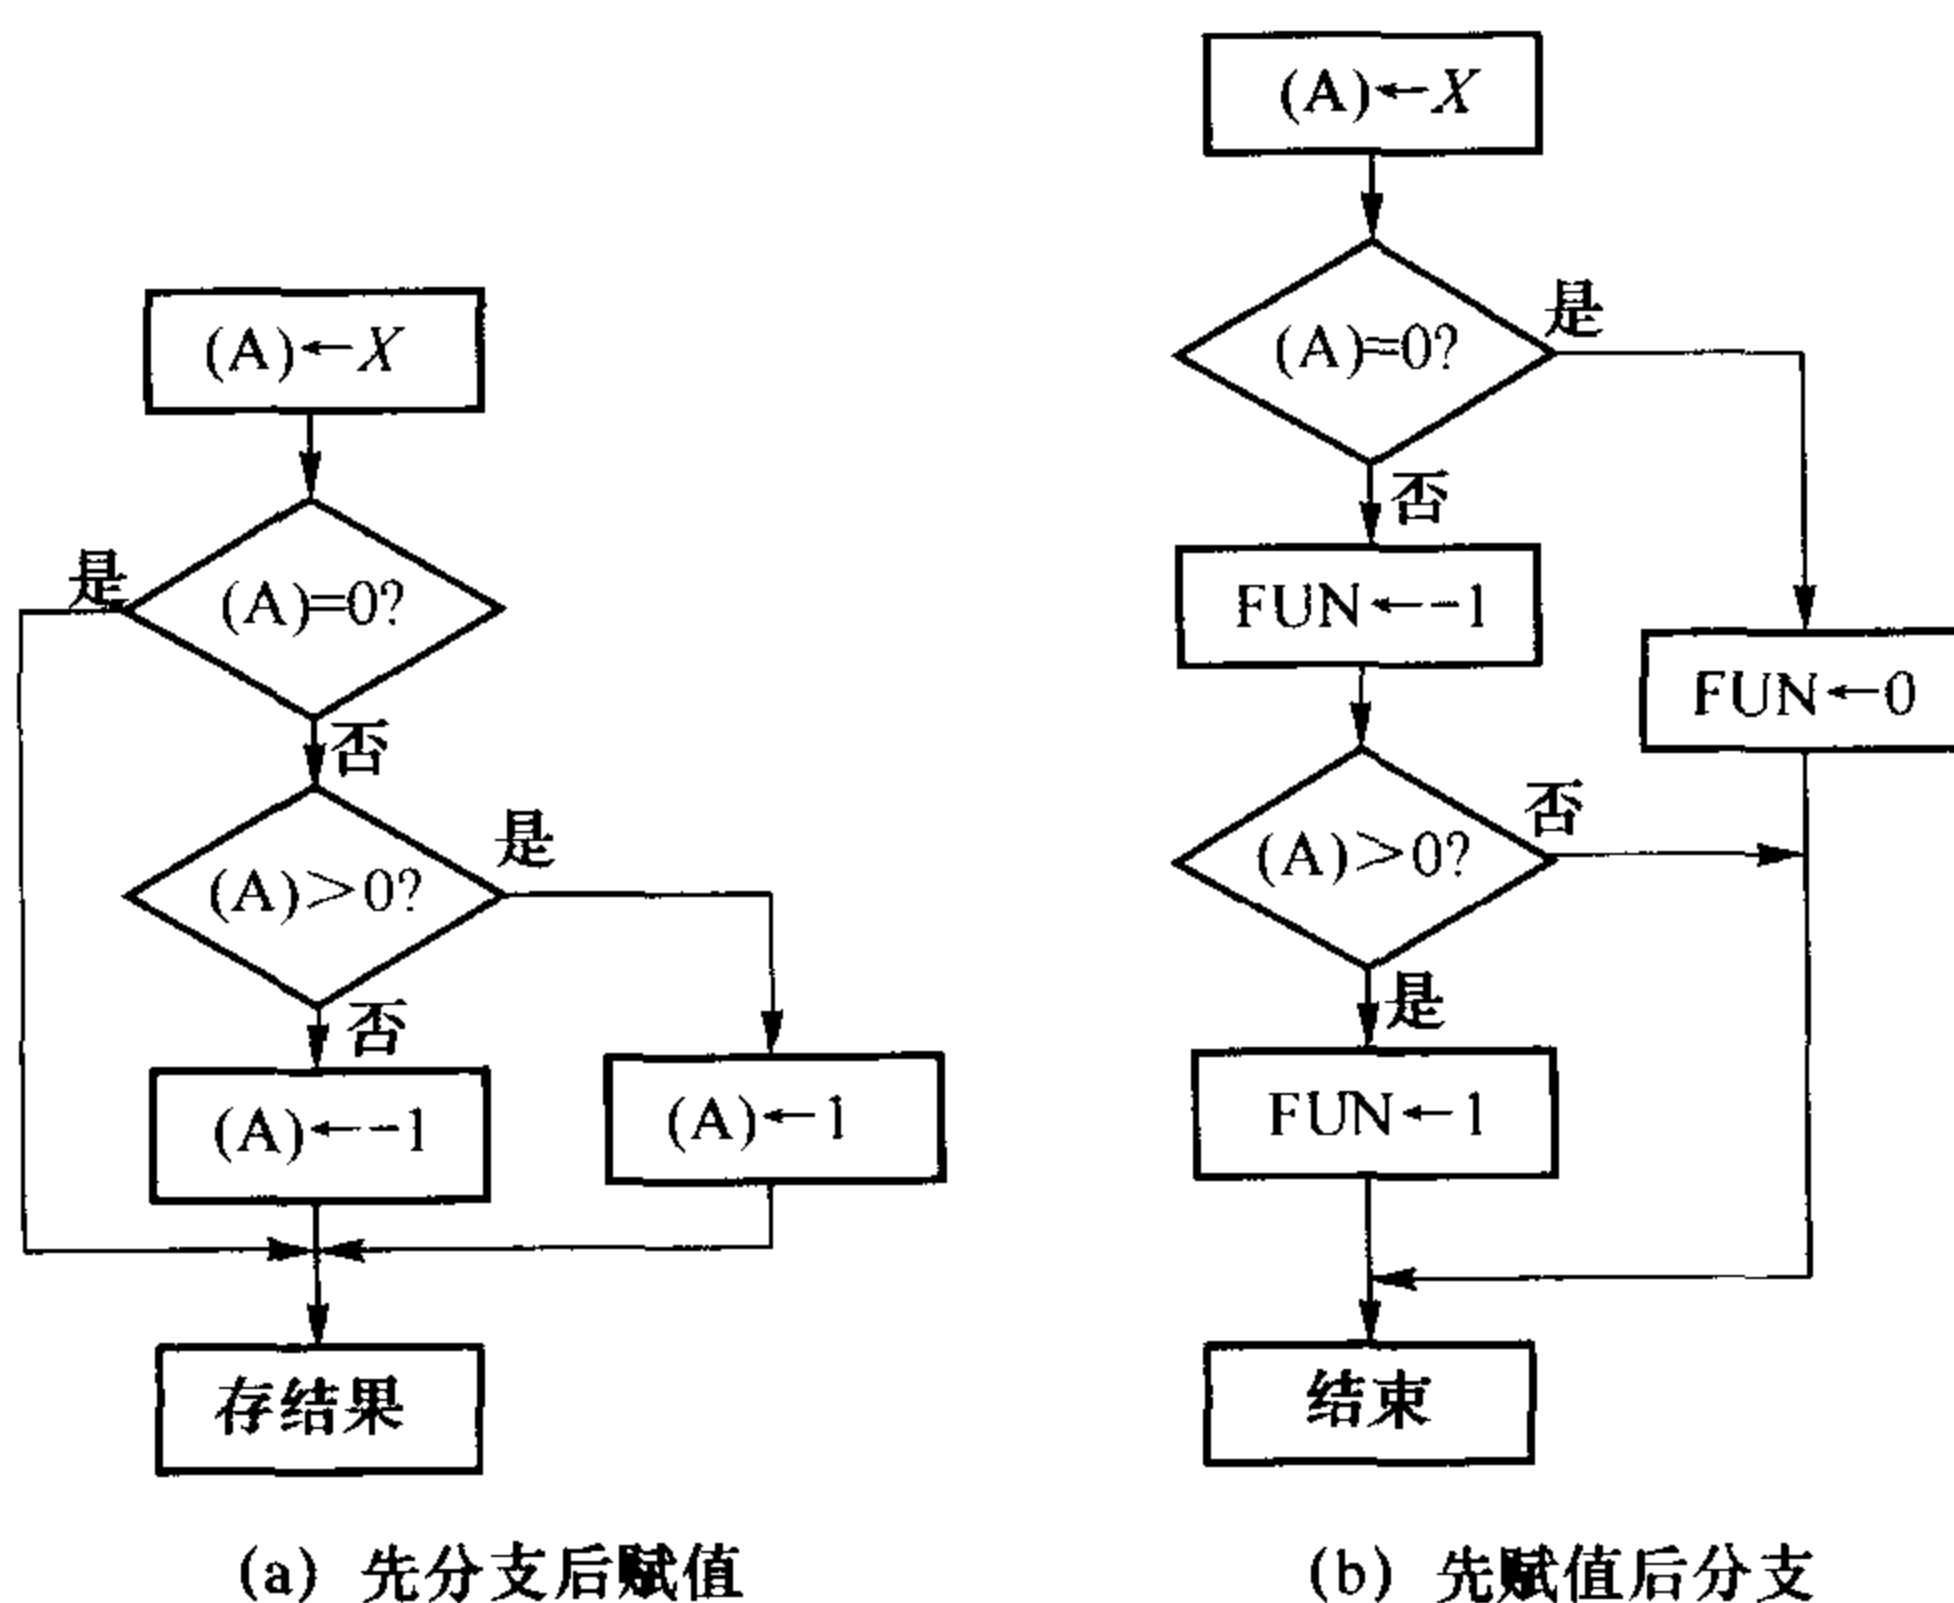 (A)←X
(A)=0?
是
否
(A)>0?
是
否
(A)←-1
(A)←1
存结果
(a) 先分支后赋值
(A)←X
(A)=0?
是
否
FUN←-1
FUN←0
(A)>0?
否
是
FUN←1
结束
(b) 先赋值后分支